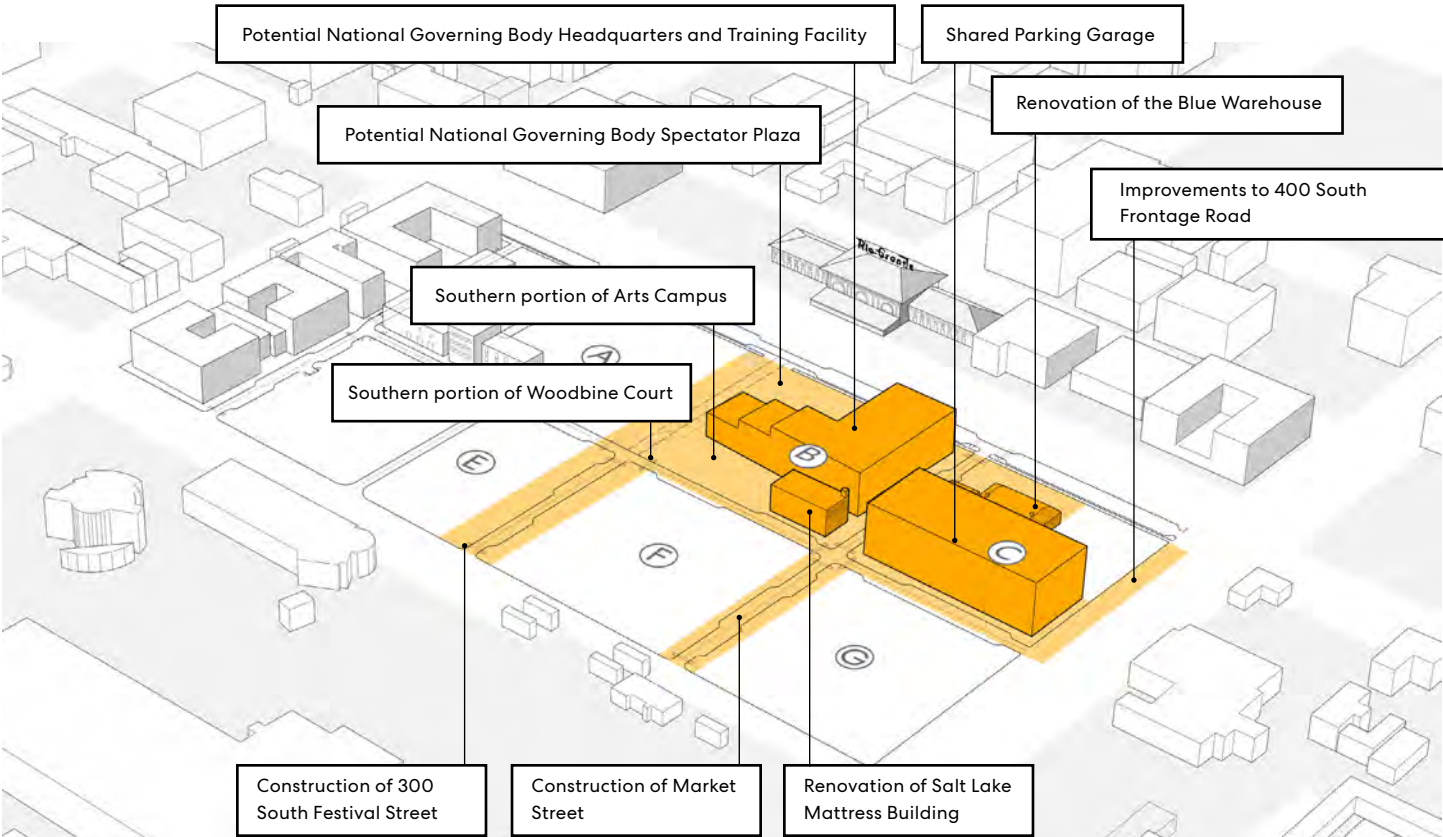 Potential National Governing Body Headquarters and Training Facility
Shared Parking Garage
Renovation of the Blue Warehouse
Potential National Governing Body Spectator Plaza
Improvements to 400 South
Frontage Road
Rio Grande
Southern portion of Arts Campus
A
Southern portion of Woodbine Court
B
E
F
C
G
Construction of 300
South Festival Street
Construction of Market
Street
Renovation of Salt Lake
Mattress Building